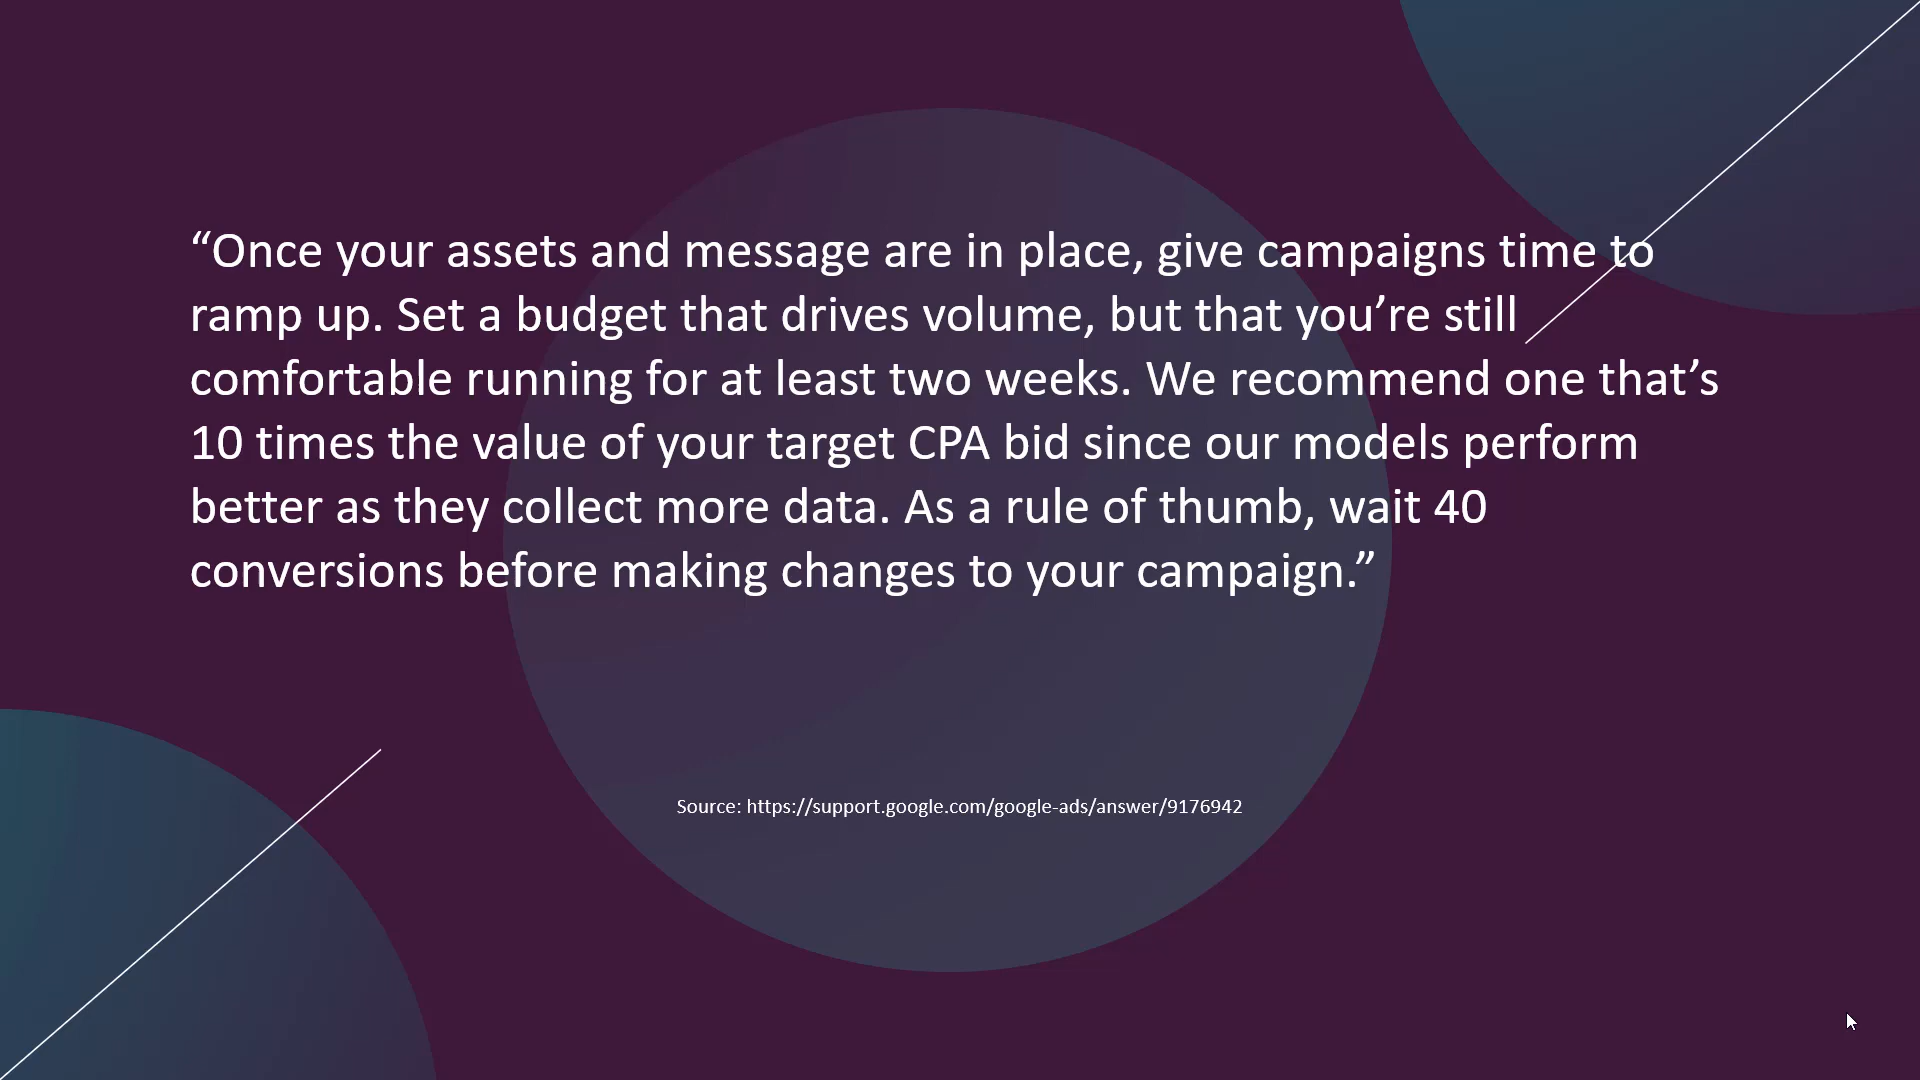 “Once your assets and message are in place, give campaigns time to
ramp up. Set a budget that drives volume, but that you’re still
comfortable running for at least two weeks. We recommend one that’s
10 times the value of your target CPA bid since our models perform
better as they collect more data. As a rule of thumb, wait 40
conversions before making changes to your campaign.”
Source: https://support.google.com/google-ads/answer/9176942